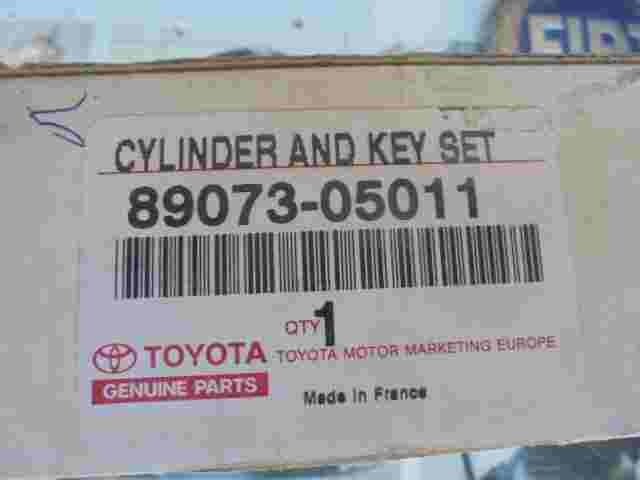 CYLINDER AND KEY SET
89073-05011
QTY 1
TOYOTA TOYOTA MOTOR MARKETING EUROPE
GENUINE PARTS
Made in France